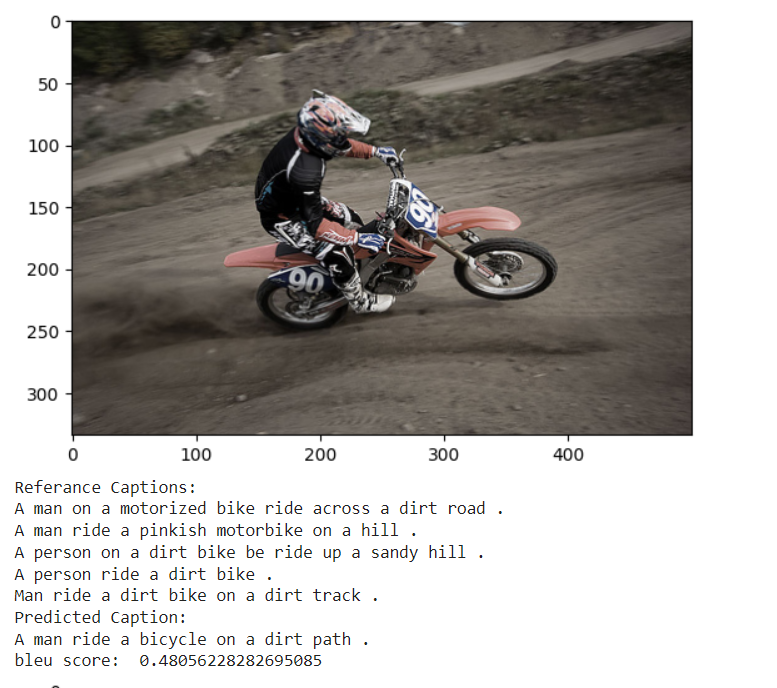 0
50
100
150
200
250
300
90
90
0 100 200 300 400
Referance Captions:
A man on a motorized bike ride across a dirt road .
A man ride a pinkish motorbike on a hill .
A person on a dirt bike be ride up a sandy hill .
A person ride a dirt bike .
Man ride a dirt bike on a dirt track .
Predicted Caption:
A man ride a bicycle on a dirt path .
bleu score:  0.48056228282695085